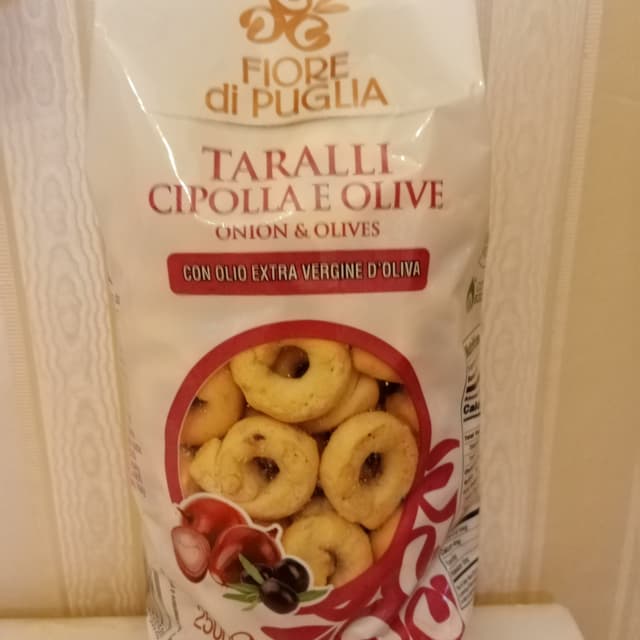 FIORE
di PUGLIA
TARALLI
CIPOLLA E OLIVE
ONION & OLIVES
CON OLIO EXTRA VERGINE D'OLIVA